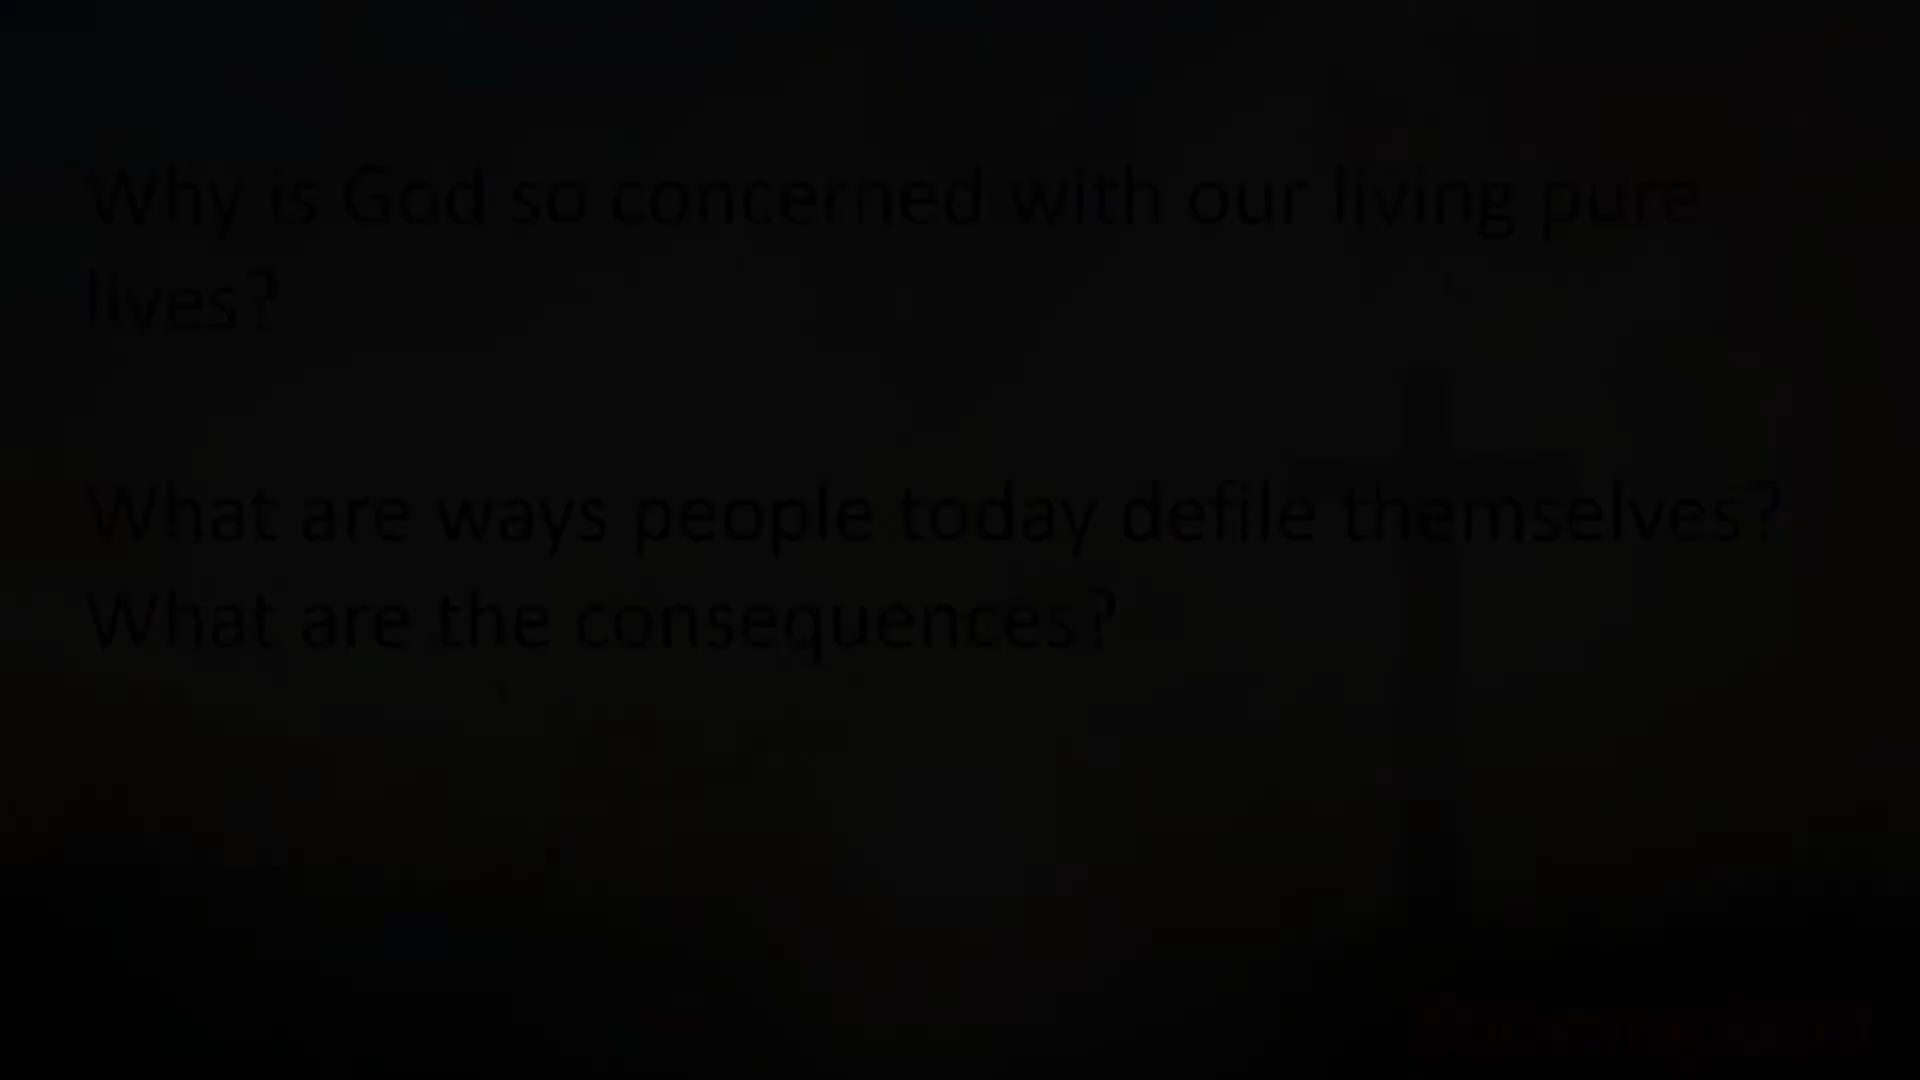 Why is God so concerned with our living pure
lives?
What are ways people today defile themselves?
What are the consequences?